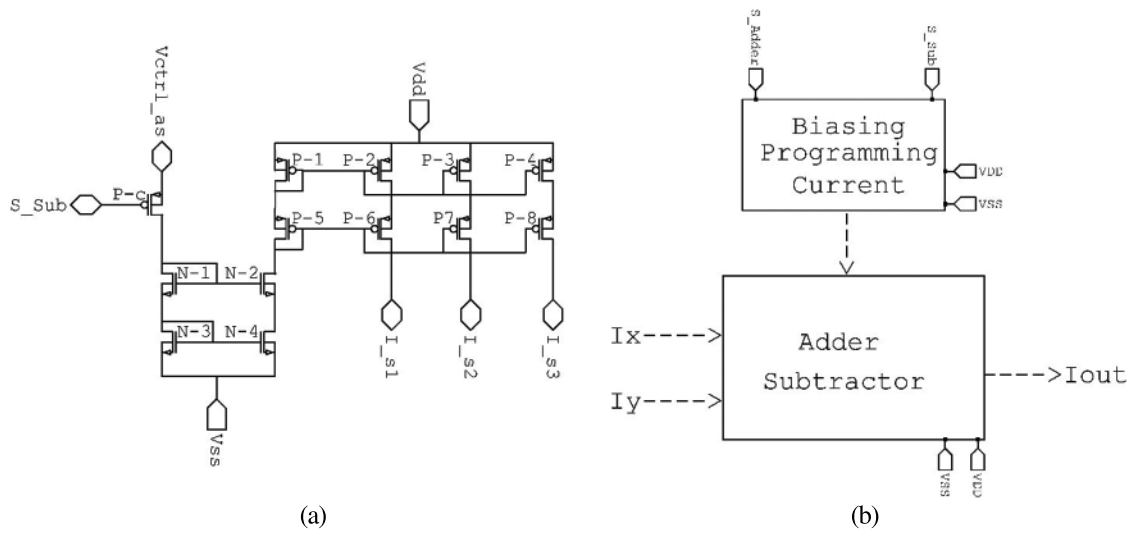 Vctrl_as
Vdd
P-1 P-2 P-3 P-4
P-C
S_Sub
P-5 P-6 P7 P-8
N-1 N-2
N-3 N-4
I_s1 I_s2 I_s3
Vss
(a)
S_Adder S_Sub
Biasing
Programming
Current
VDD
VSS
Ix
Adder
Subtractor
Iout
Iy
VSS VDD
(b)